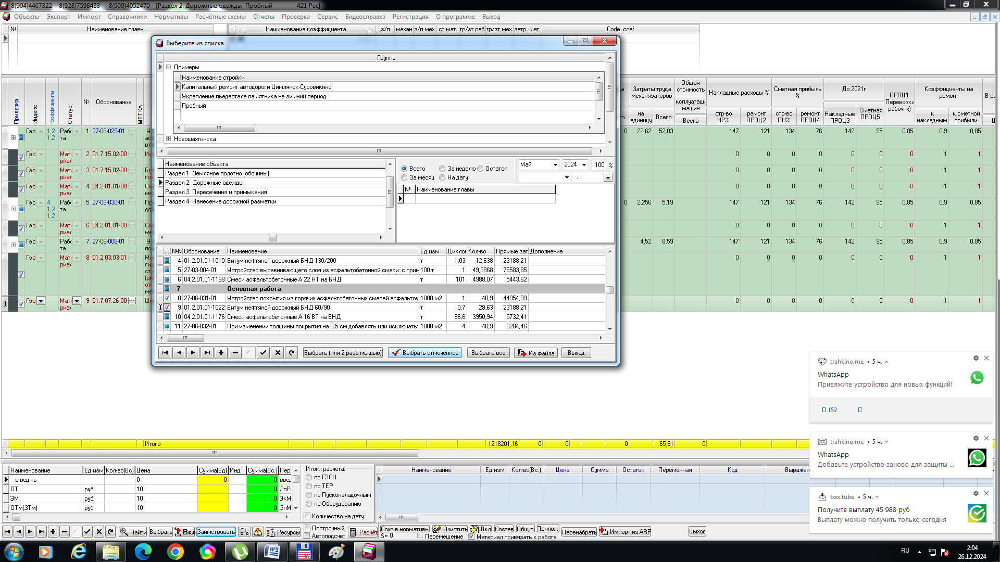 8(904)4467322 8(928)7598433 8(909)4052470 - [Раздел 2. Дорожные одежды Пробный 421 Рес]
Объекты Экспорт Импорт Справочники Нормативы Расчётные схемы Отчеты Проверка Сервис Видеосправка Регистрация О программе Выход
№ Наименование главы
.. Наименование коэффициента ... з/п механ з/п мех. ст.мат. тр/зт раб тр/зт мех. затр. мат. Code_coef
Выберите из списка
Группа
Примеры
Наименование стройки
Капитальный ремонт автодороги Цимлянск-Суровикино
Укрепление пьедестала памятника на зимний период
Пробный
Новошахтинска
Наименование объекта
Раздел 1. Земляное полотно (обочины)
Раздел 2. Дорожные одежды
Раздел 3. Пересечения и примыкания
Раздел 4. Нанесение дорожной разметки
Всего За неделю Остаток
За месяц На дату
Май 2024 100 %
. .
№ Наименование главы
... №N Обоснование Наименование Ед.изм Циклов Кол-во Прямые зат Дополнение
4 01.2.01.01-1010 Битум нефтяной дорожный БНД 130/200 т 1,03 12,638 23188,21
5 27-03-004-01 Устройство выравнивающего слоя из асфальтобетонной смеси: с прим 100 т 1 49,3868 76583,85
6 04.2.01.01-1188 Смеси асфальтобетонные А 22 НТ на БНД т 101 4988,07 5443,62
7 Основная работа
8 27-06-031-01 Устройство покрытия из горячих асфальтобетонных смесей асфальтоу 1000 м2 1 40,9 44954,99
9 01.2.01.01-1022 Битум нефтяной дорожный БНД 60/90 т 0,7 28,63 23188,21
10 04.2.01.01-1176 Смеси асфальтобетонные А 16 ВТ на БНД т 96,6 3950,94 5732,41
11 27-06-032-01 При изменении толщины покрытия на 0,5 см добавлять или исключать: 1000 м2 4 40,9 9284,46
Выбрать (или 2 раза мышью) Выбрать отмеченное Выбрать всё Из файла Выход
Привязка Индекс Коэффициенты Статус № Обоснование МЕТКА
Затраты труда механизаторов
на единицу Всего
Общая стоимость
ксплуатаци машин
Всего
Накладные расходы %
стр-во НР% ремонт ПРОЦ2
Сметная прибыль %
стр-во ПН% ремонт ПРОЦ4
До 2021г
Накладные ПРОЦ3 Сметная ПРОЦ5
ПРОЦ1 Перевозка рабочих)
Коэффициенты на ремонт
к накладным к сметной прибыли
Гэс 1,2 1,2 Рабо та 1 27-06-029-01 0 22,62 52,03 147 121 134 76 142 95 0,85 0,9 0,85
Гэс Мате риал 2 01.7.15.02-00 0 0 0 0 0 0 0 1 1
Гэс Мате риал 3 01.7.15.02-00 0 0 0 0 0 0 0 1 1
Гэс Мате риал 4 04.2.01.01-00 0 0 0 0 0 0 0 1 1
Гэс 4 1,2 1,2 Рабо та 5 27-06-030-01 0 2,256 5,19 147 121 134 76 142 95 0,85 0,9 0,85
Гэс Мате риал 6 04.2.01.01-00 0 0 0 0 0 0 0 1 1
Гэс Рабо та 7 27-06-008-01 4,52 8,59 147 121 134 76 142 95 0,85 0,9 0,85
Гэс Мате риал 8 01.2.03.03-01 0 0 0 0 0 0 0 1 1
Гэс Мате риал 9 01.7.07.26-00 0 0 0 0 0 0 0 1 1
Итого 1218201,16 0 0 0 65,81 0
Наименование Ед.изм Кол-во(Вс) Цена Сумма(Ед) Инд. Сумма(Вс.) Пер
в вед-ть 0 0 0 введ
ОТ руб 10 0 ЗпР
ЭМ руб 10 0 ЭкМ
ОТм(ЗТм) руб 10 0 ЗпМ
Итоги расчёта:
по ГЭСН
по ТЕР
по Пусконаладочным
по Оборудованию
Количество на дату
Наименование Ед.изм Кол-во(Вс.) Цена Сумма Остаток Переменная Код Выражен
Найти Выбрать Вкл Заимствовать Ресурсы
Построчный
Автоподсчёт
Расчёт
Сохр.в нормативы Очистить Вкл Состав Общ.п Прилож
S= 0 Перемешение Материал привязать к работе
Перенабрать Импорт из АRP Выход
trahkino.me • 5 ч.
WhatsApp
Привяжите устройство для новых функций!
152
trahkino.me • 5 ч.
WhatsApp
Добавьте устройство заново для защиты ...
txxx.tube • 5 ч.
Получите выплату 45 988 руб
Выплату можно получить только сегодня
RU
2:04
26.12.2024